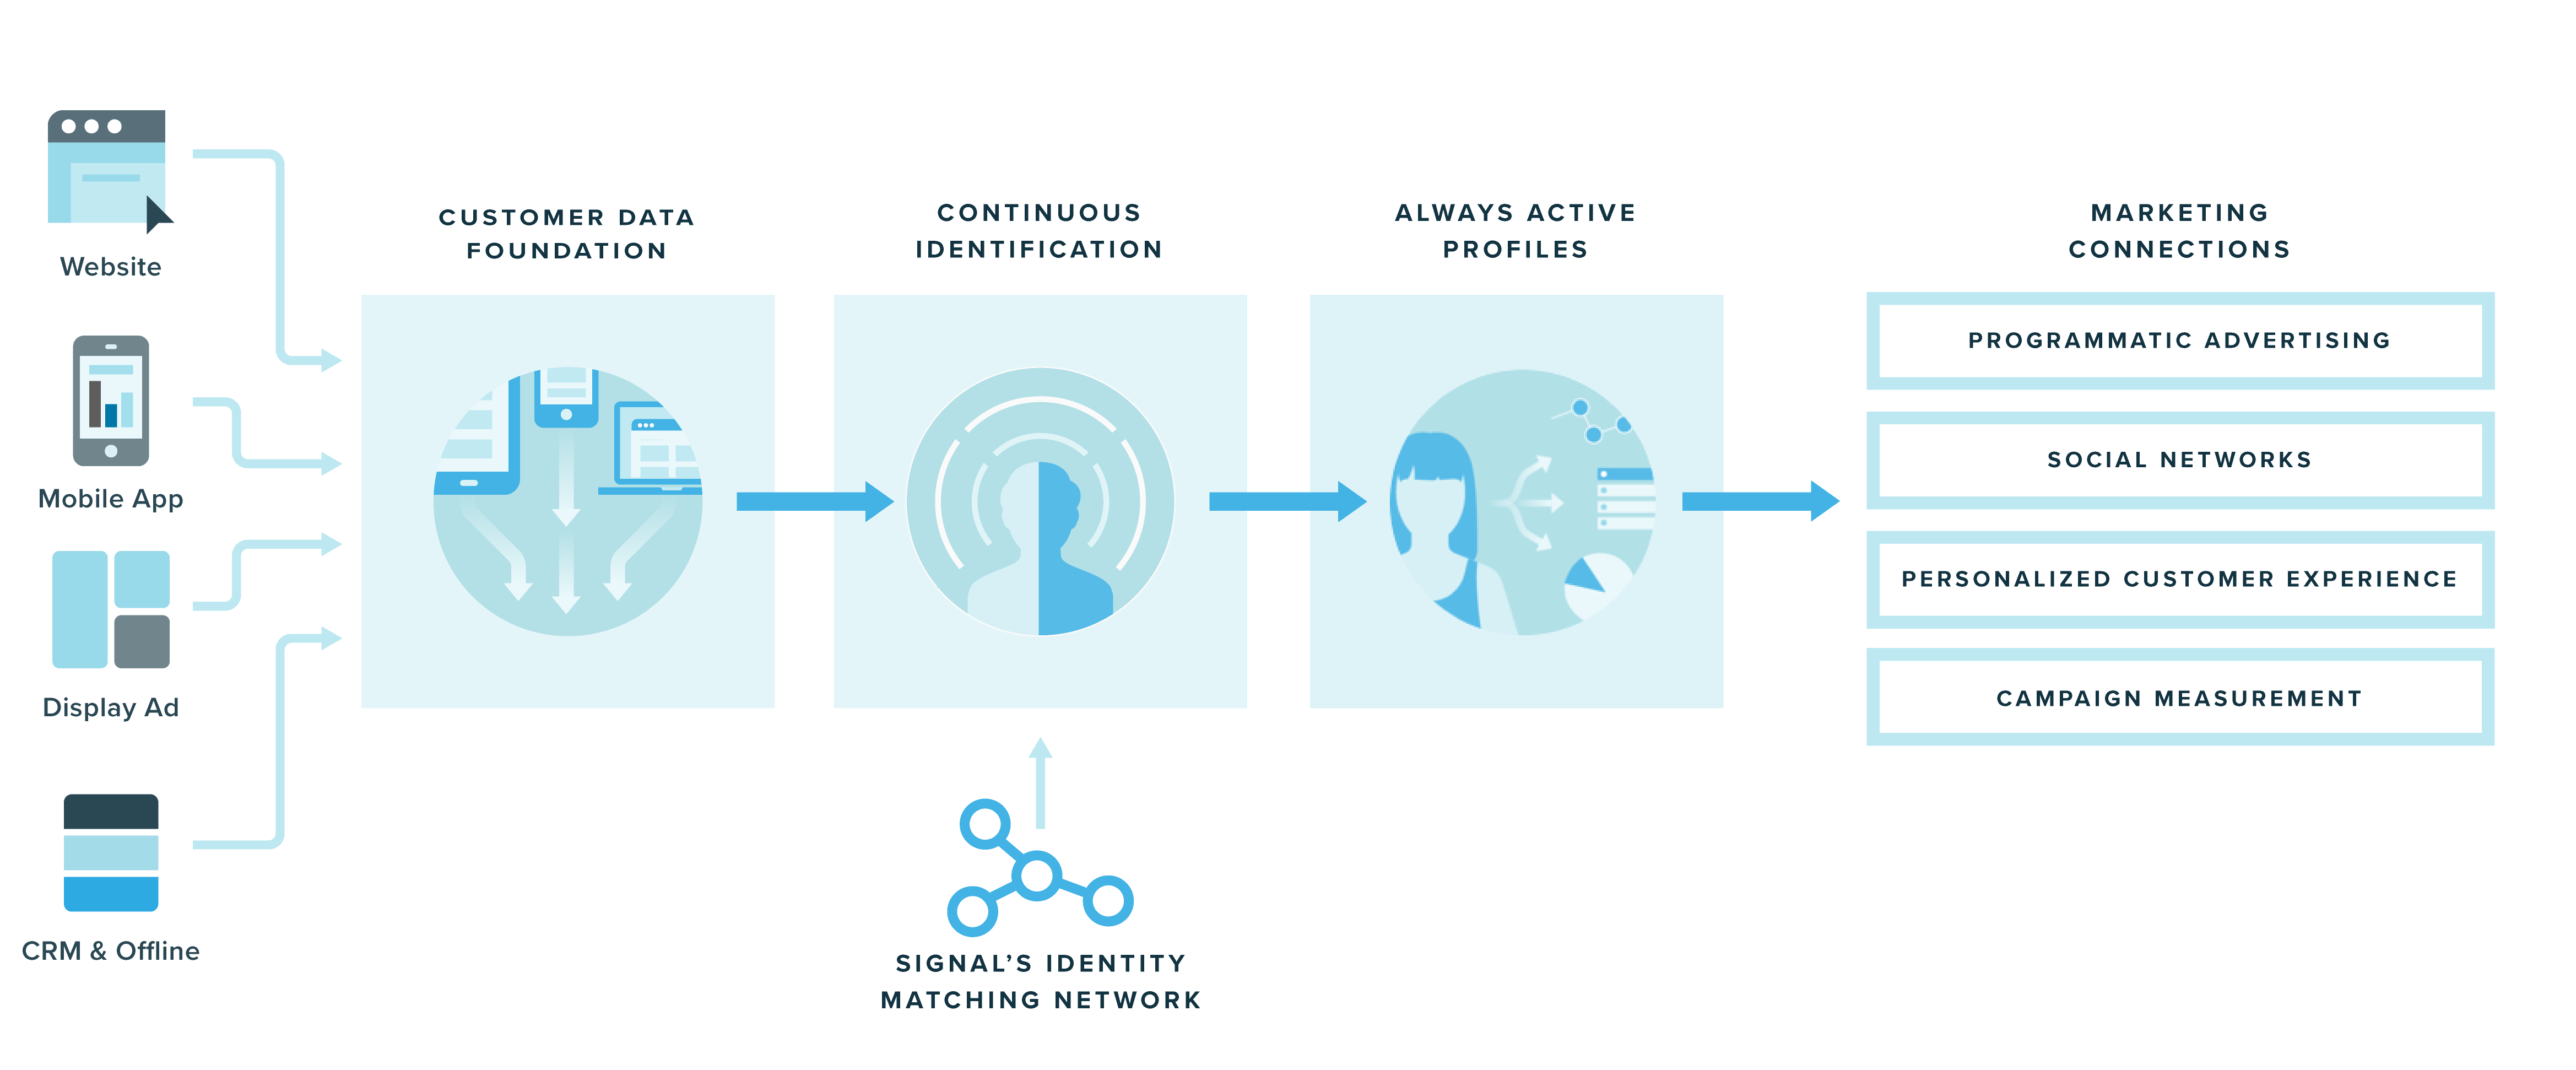 Website
Mobile App
Display Ad
CRM & Offline
CUSTOMER DATA
FOUNDATION
CONTINUOUS
IDENTIFICATION
SIGNAL’S IDENTITY
MATCHING NETWORK
ALWAYS ACTIVE
PROFILES
MARKETING
CONNECTIONS
PROGRAMMATIC ADVERTISING
SOCIAL NETWORKS
PERSONALIZED CUSTOMER EXPERIENCE
CAMPAIGN MEASUREMENT